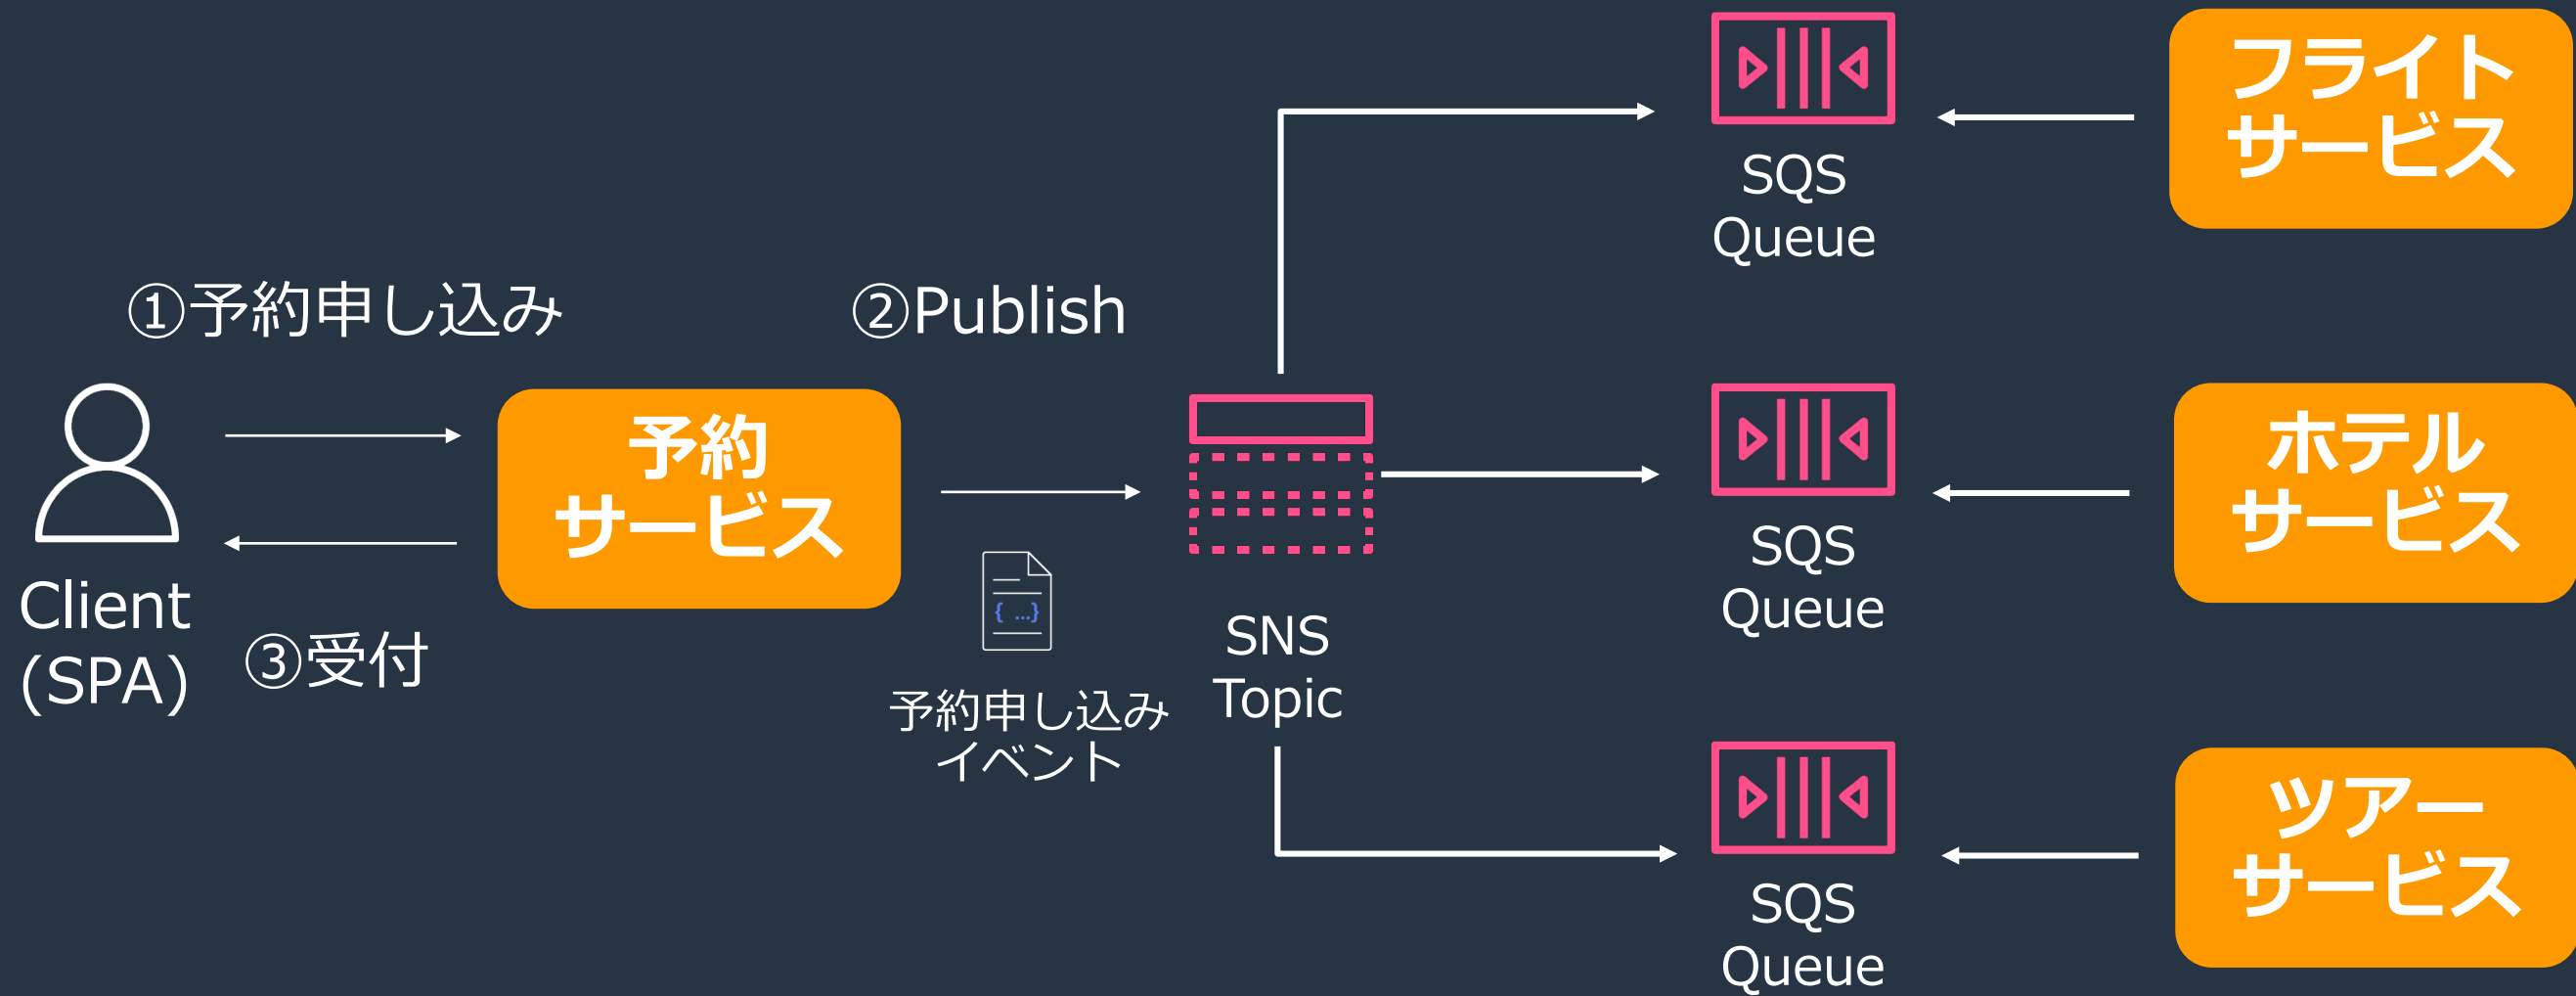 ①予約申し込み
Client
(SPA)
③受付
予約
サービス
②Publish
{ ...}
予約申し込み
イベント
SNS
Topic
SQS
Queue
フライト
サービス
SQS
Queue
ホテル
サービス
SQS
Queue
ツアー
サービス